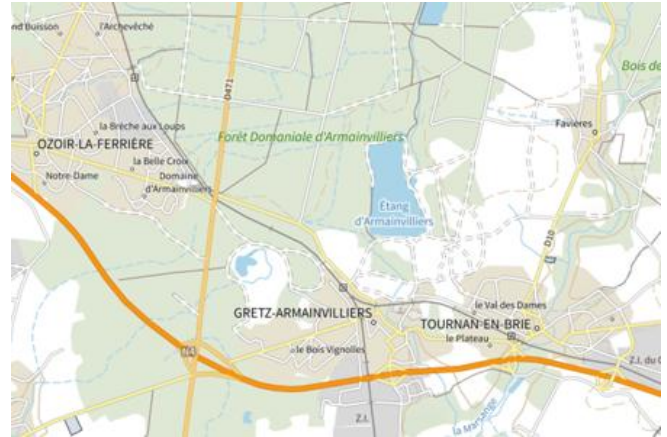 nd Buisson
l'Archevêché
D471
Bois de
la Brèche aux Loups
Forêt Domaniale d'Armainvilliers
Favières
OZOIR-LA-FERRIÈRE
la Belle Croix
Notre-Dame
Domaine
d'Armainvilliers
Étang
d'Armainvilliers
D10
le Val des Dames
GRETZ-ARMAINVILLIERS
TOURNAN-EN-BRIE
le Plateau
N4
le Bois Vignolles
Z.I. du G
la Marsange
Z.I.